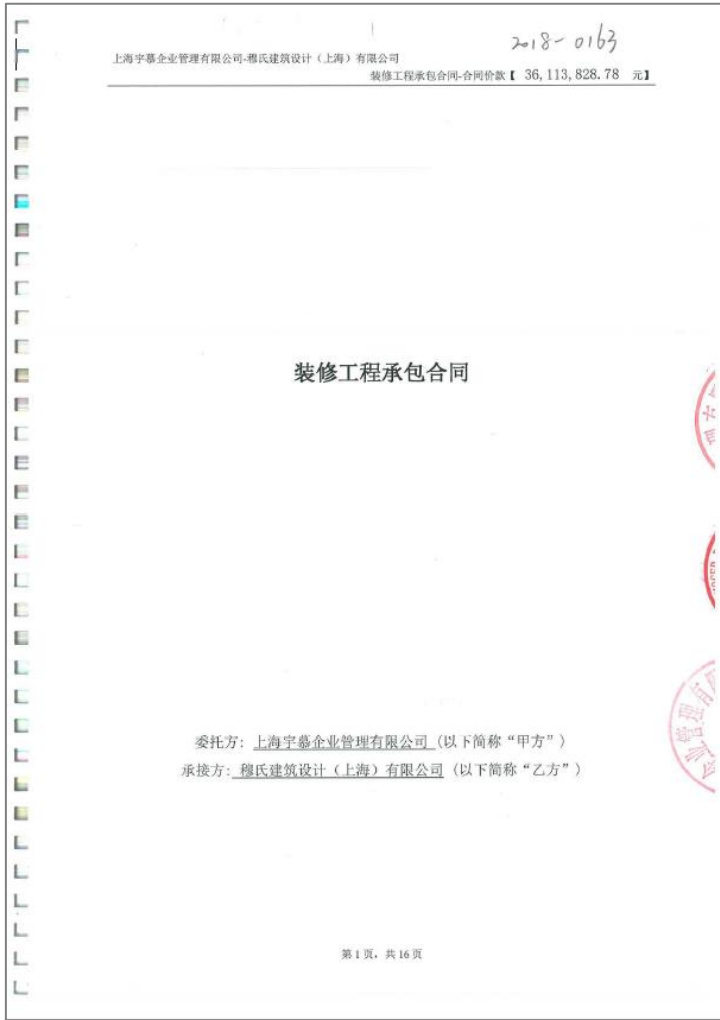 2018-0163
上海宇慕企业管理有限公司-穆氏建筑设计（上海）有限公司
装修工程承包合同-合同价款【 36,113,828.78 元】
装修工程承包合同
委托方：上海宇慕企业管理有限公司（以下简称“甲方”）
承接方：穆氏建筑设计（上海）有限公司（以下简称“乙方”）
第1页，共16页
业管理有